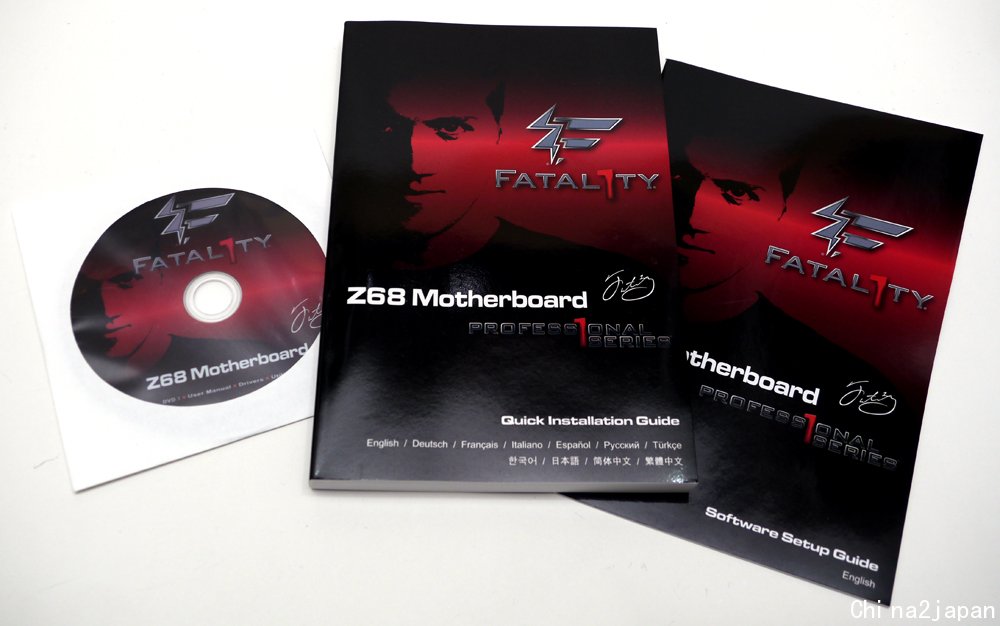 FATAL1TY
Z68 Motherboard
DVD : • User Manual • Drivers •
FATAL1TY
Z68 Motherboard
PROFESS1ONAL
SERIES
Quick Installation Guide
English / Deutsch / Français / Italiano / Español / Русский / Türkçe
한국어 / 日本語 / 简体中文 / 繁體中文
FATAL1TY
otherboard
PROFESS1ONAL
SERIES
Software Setup Guide
English
China2japan